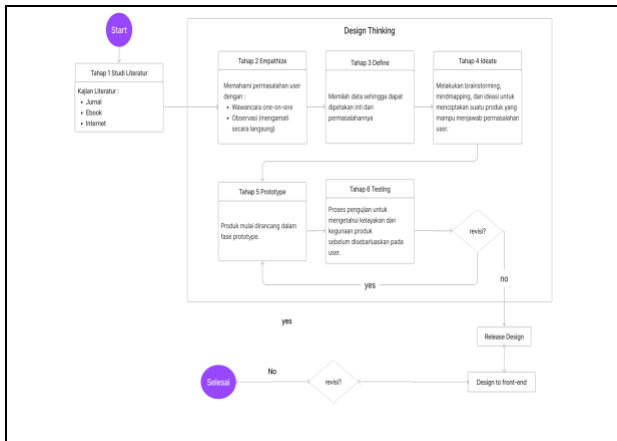 Start
Design Thinking
Tahap 1 Studi Literatur
Kajian Literatur :
• Jurnal
• Ebook
• Internet
Tahap 2 Empathize
Memahami permasalahan user
dengan :
• Wawancara one-on-one
• Observasi (mengamati
secara langsung)
Tahap 3 Define
Memilah data sehingga dapat
dipetakan inti dari
permasalahannya
Tahap 4 Ideate
Melakukan brainstorming,
mindmapping, dan ideasi untuk
menciptakan suatu produk yang
mampu menjawab permasalahan
user.
Tahap 5 Prototype
Produk mulai dirancang dalam
fase prototype.
Tahap 6 Testing
Proses pengujian untuk
mengetahui kelayakan dan
kegunaan produk
sebelum disebarluaskan pada
user.
revisi?
yes
no
yes
Release Design
Design to front-end
revisi?
No
Selesai